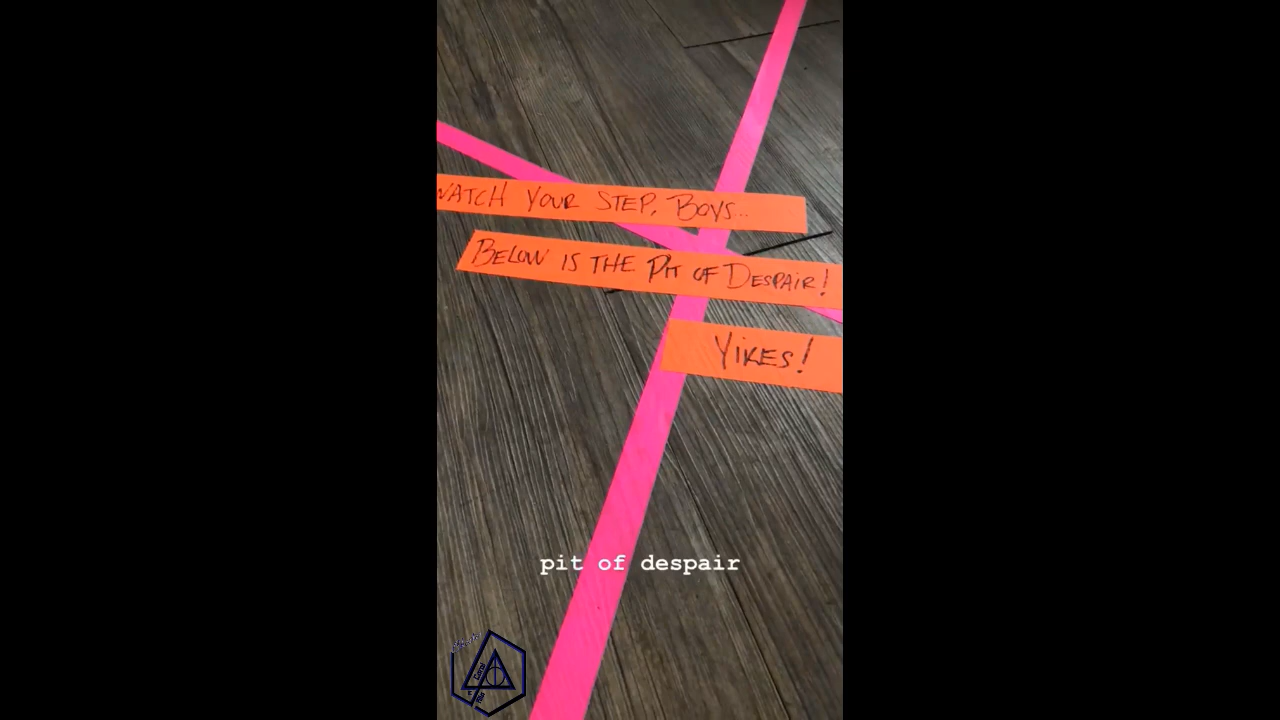 WATCH YOUR STEP, BOYS...
BELOW IS THE PIT OF DESPAIR!
YIKES!
pit of despair